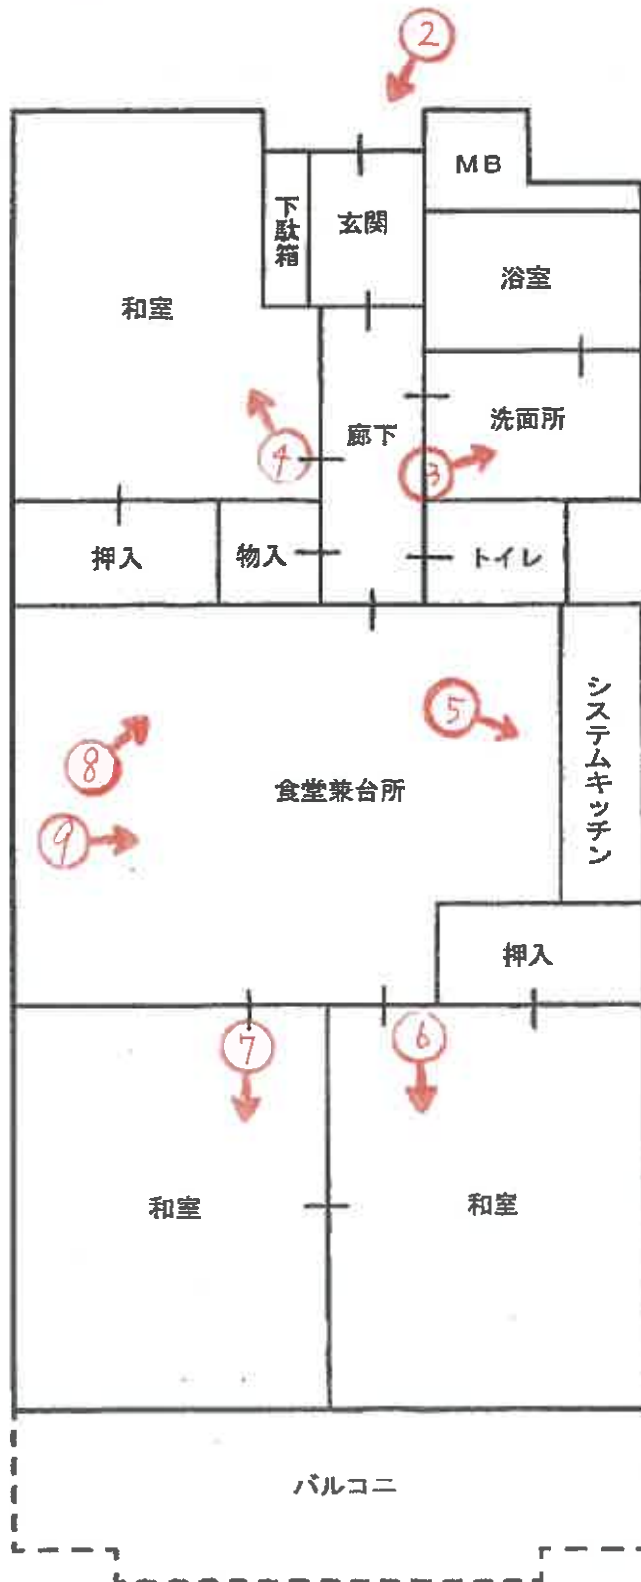 ②
MB
下駄箱
玄関
浴室
和室
洗面所
廊下
④
③
押入
物入
トイレ
⑤
システムキッチン
⑧
食堂兼台所
⑨
押入
⑦
⑥
和室
和室
バルコニ